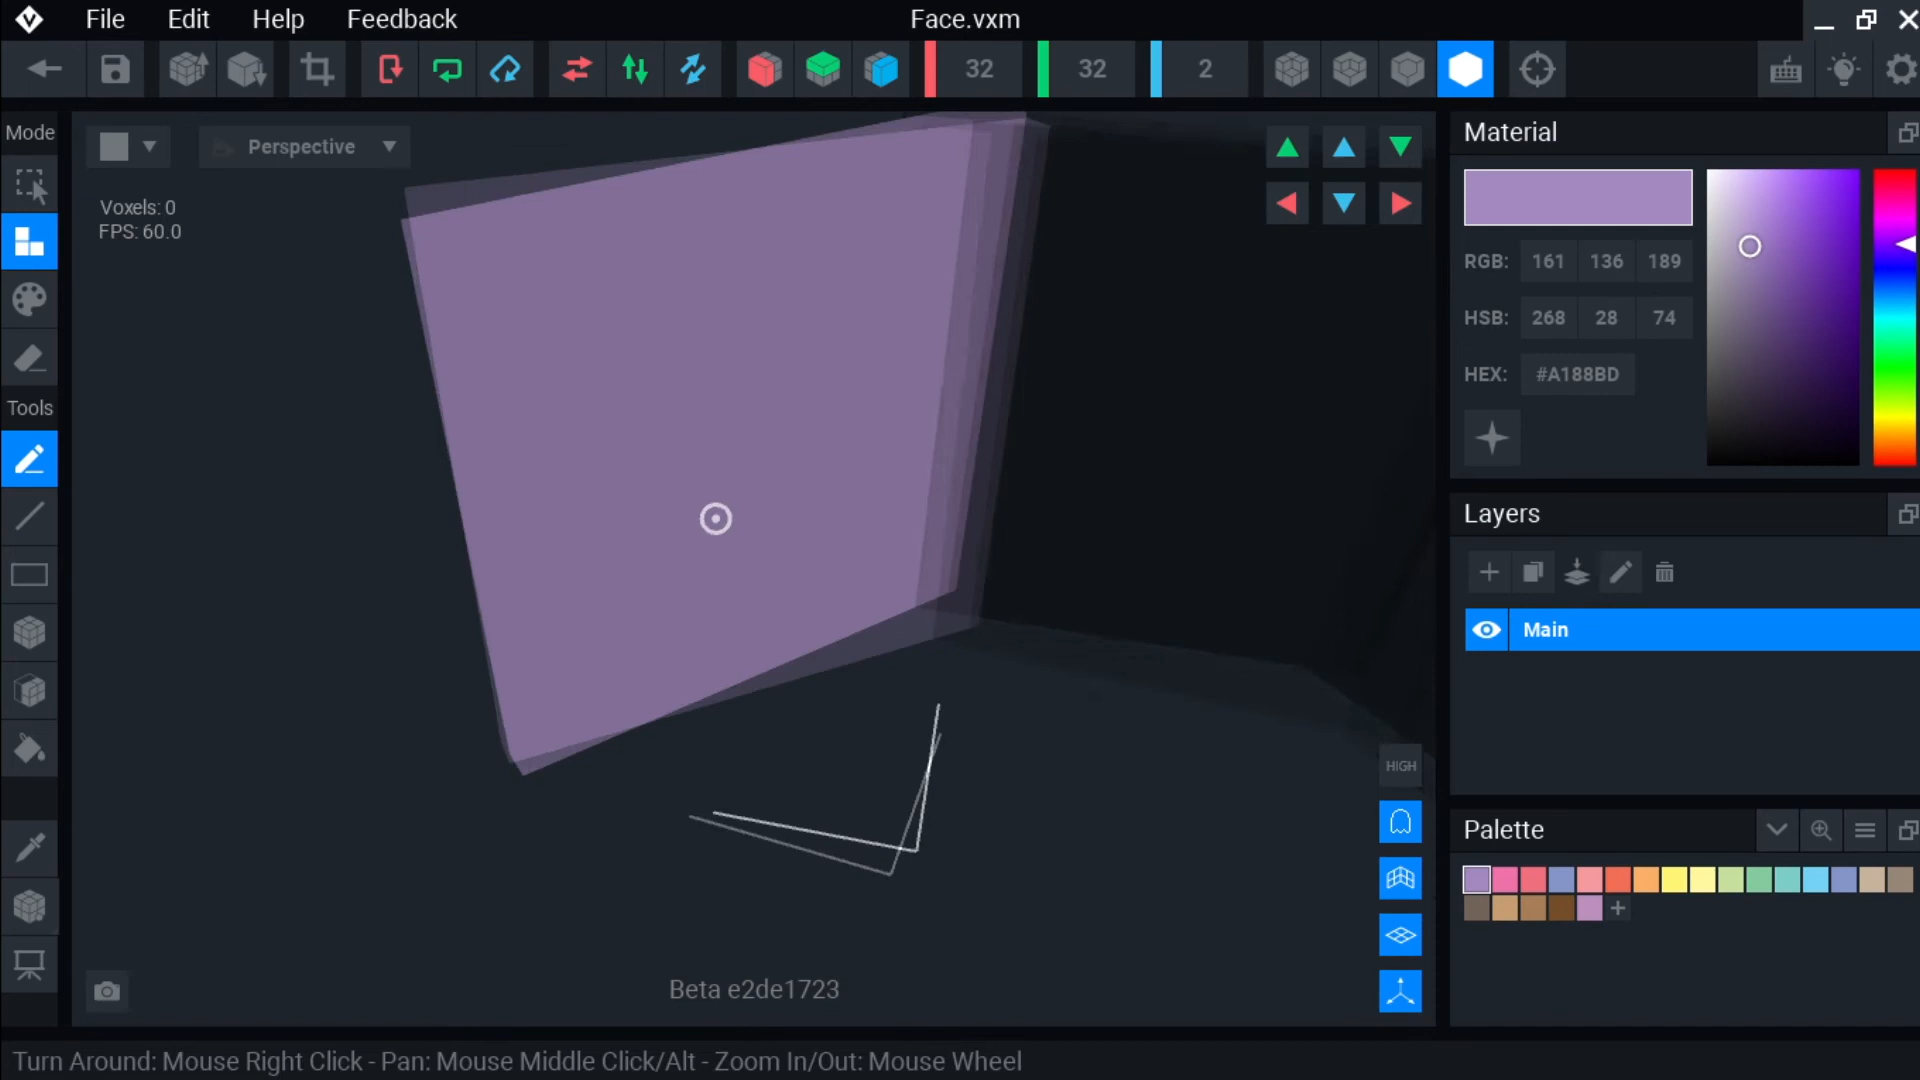 File Edit Help Feedback
Face.vxm
32 32 2
Mode
Perspective
Voxels: 0
FPS: 60.0
Tools
Material
RGB: 161 136 189
HSB: 268 28 74
HEX: #A188BD
Layers
Main
HIGH
Palette
Beta e2de1723
Turn Around: Mouse Right Click - Pan: Mouse Middle Click/Alt - Zoom In/Out: Mouse Wheel